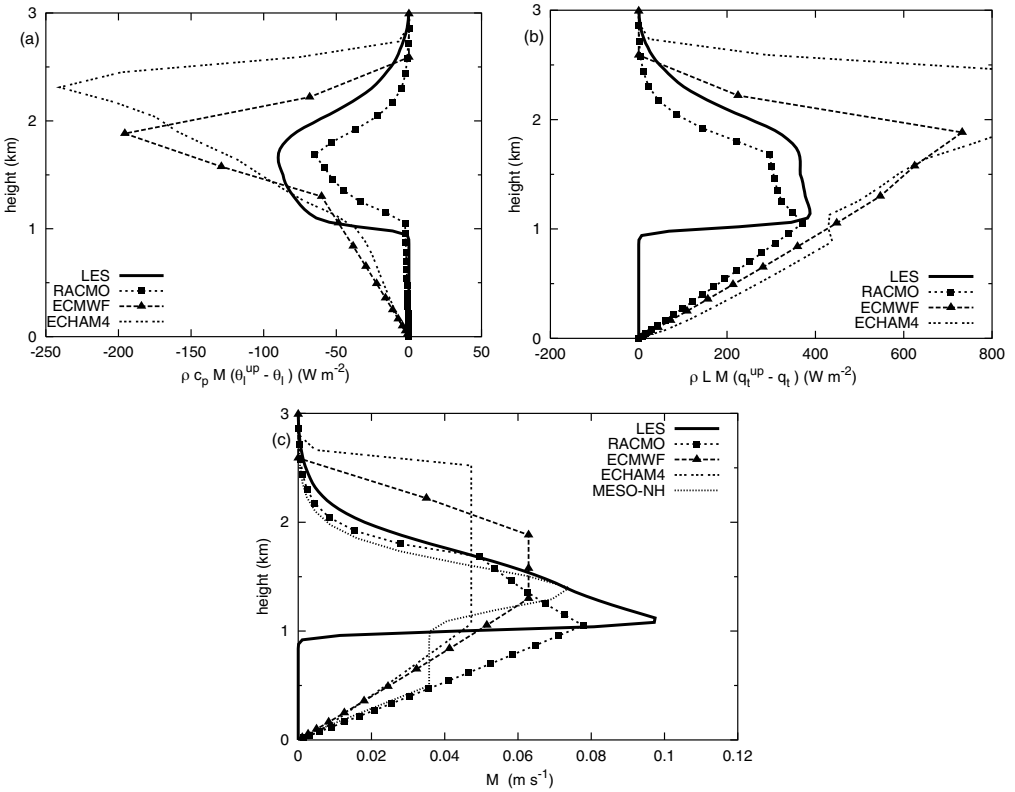 (a)
3
2
1
0
height (km)
LES
RACMO
ECMWF
ECHAM4
-250 -200 -150 -100 -50 0 50
ρ c_p M (θ_l^up - θ_l ) (W m^-2)
(b)
3
2
1
0
height (km)
LES
RACMO
ECMWF
ECHAM4
-200 0 200 400 600 800
ρ L M (q_t^up - q_t ) (W m^-2)
(c)
3
2
1
0
height (km)
LES
RACMO
ECMWF
ECHAM4
MESO-NH
0 0.02 0.04 0.06 0.08 0.1 0.12
M (m s^-1)